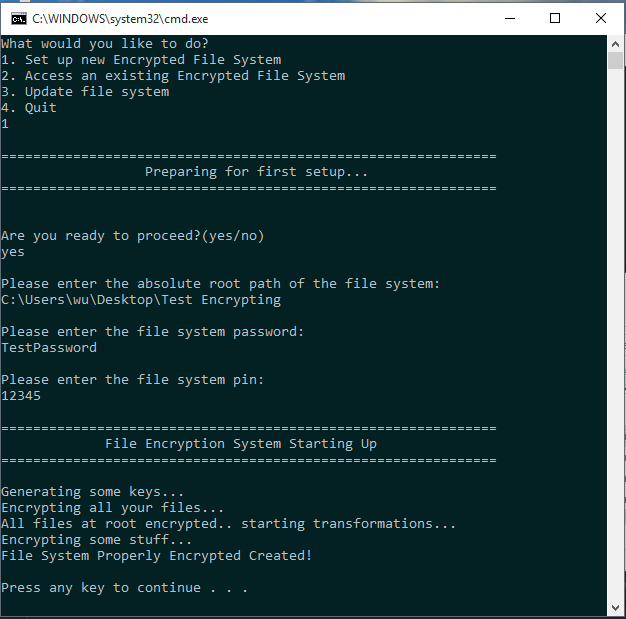 C:\WINDOWS\system32\cmd.exe
What would you like to do?
1. Set up new Encrypted File System
2. Access an existing Encrypted File System
3. Update file system
4. Quit
1
==============================================================
Preparing for first setup...
==============================================================
Are you ready to proceed?(yes/no)
yes
Please enter the absolute root path of the file system:
C:\Users\wu\Desktop\Test Encrypting
Please enter the file system password:
TestPassword
Please enter the file system pin:
12345
==============================================================
File Encryption System Starting Up
==============================================================
Generating some keys...
Encrypting all your files...
All files at root encrypted.. starting transformations...
Encrypting some stuff...
File System Properly Encrypted Created!
Press any key to continue . . .